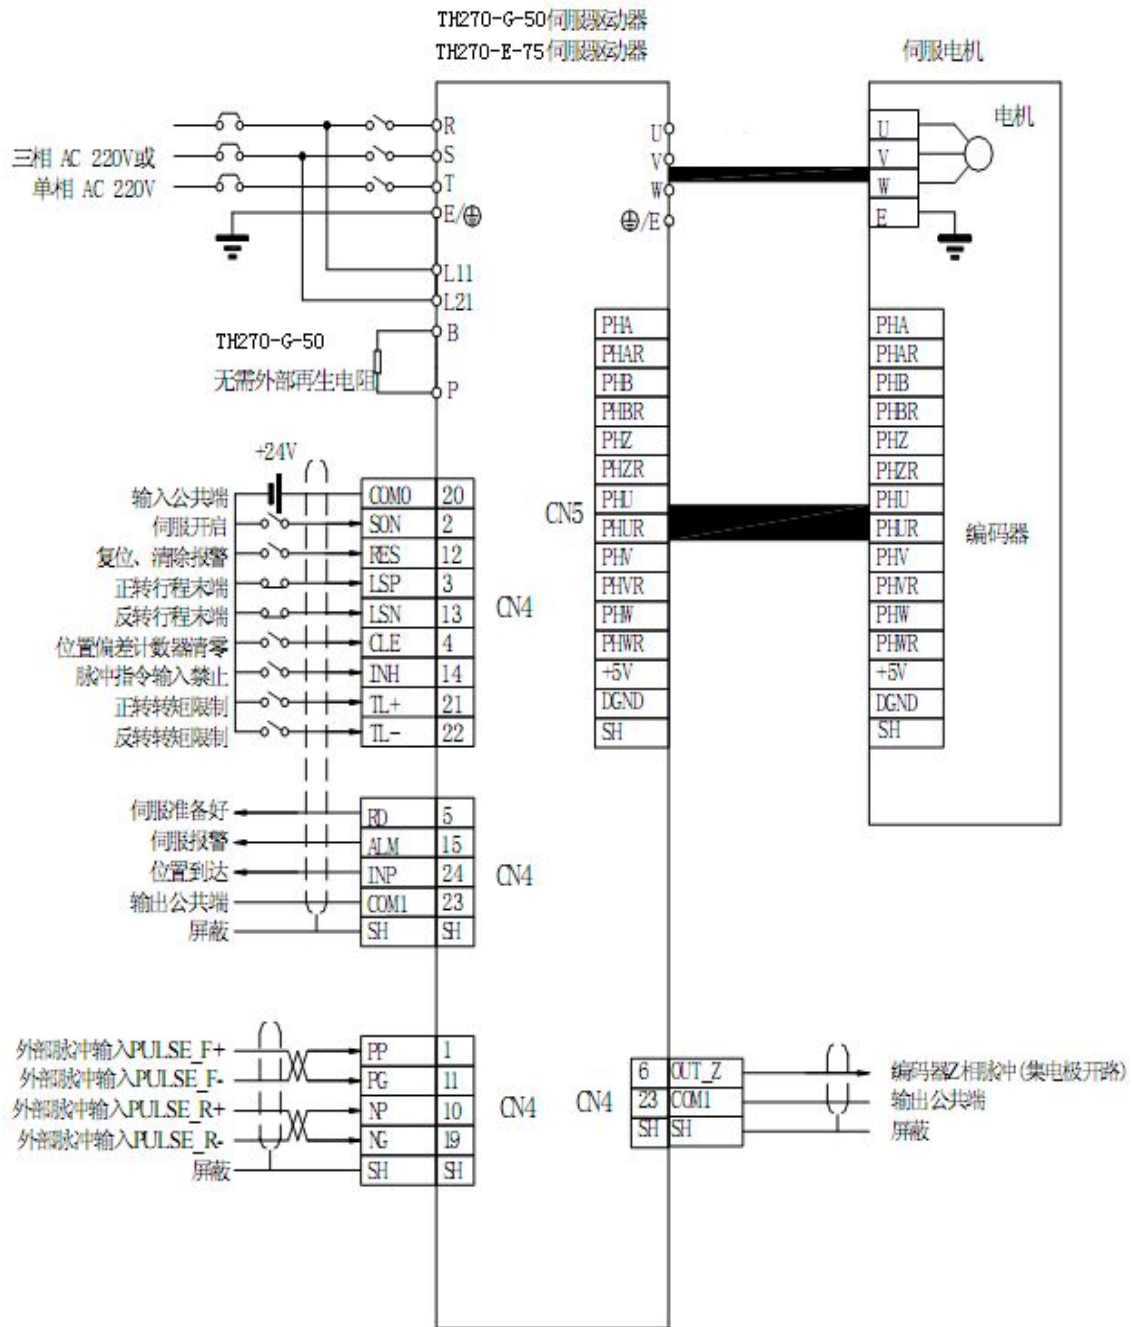 TH270-G-50伺服驱动器
TH270-E-75伺服驱动器
伺服电机
三相 AC 220V或
单相 AC 220V
R
S
T
E/
L11
L21
B
P
TH270-G-50
无需外部再生电阻
U
V
W
/E
U
V
W
E
电机
PHA
PHAR
PHB
PHBR
PHZ
PHZR
PHU
PHUR
PHV
PHVR
PHW
PHWR
+5V
DGND
SH
CN5
PHA
PHAR
PHB
PHBR
PHZ
PHZR
PHU
PHUR
PHV
PHVR
PHW
PHWR
+5V
DGND
SH
编码器
+24V
输入公共端 COM0 20
伺服开启 SON 2
复位、清除报警 RES 12
正转行程末端 LSP 3
反转行程末端 LSN 13
位置偏差计数器清零 CLE 4
脉冲指令输入禁止 INH 14
正转转矩限制 TL+ 21
反转转矩限制 TL- 22
CN4
伺服准备好 RD 5
伺服报警 ALM 15
位置到达 INP 24
输出公共端 COM1 23
屏蔽 SH SH
CN4
外部脉冲输入PULSE_F+ PP 1
外部脉冲输入PULSE_F- PG 11
外部脉冲输入PULSE_R+ NP 10
外部脉冲输入PULSE_R- NG 19
屏蔽 SH SH
CN4
CN4
6 OUT_Z 编码器Z相脉冲(集电极开路)
23 COM1 输出公共端
SH SH 屏蔽